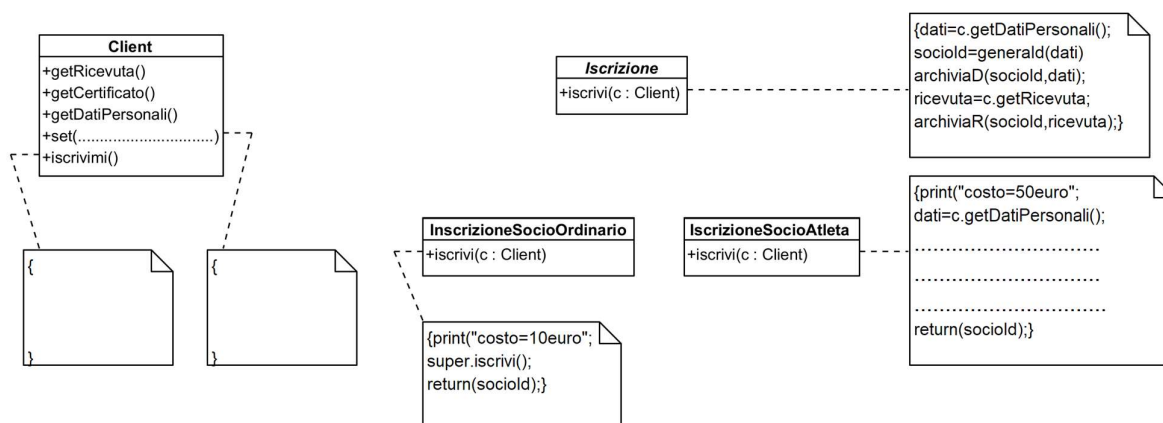 Client
+getRicevuta()
+getCertificato()
+getDatiPersonali()
+set(...............................)
+iscrivimi()
{
}
{
}
Iscrizione
+iscrivi(c : Client)
{dati=c.getDatiPersonali();
socioId=generaId(dati)
archiviaD(socioId,dati);
ricevuta=c.getRicevuta;
archiviaR(socioId,ricevuta);}
InscrizioneSocioOrdinario
+iscrivi(c : Client)
{print("costo=10euro";
super.iscrivi();
return(socioId);}
IscrizioneSocioAtleta
+iscrivi(c : Client)
{print("costo=50euro";
dati=c.getDatiPersonali();
..............................
..............................
...............................
return(socioId);}